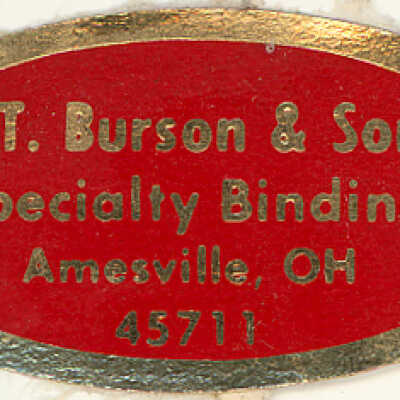 T. Burson & So
pecialty Bindin
Amesville, OH
45711